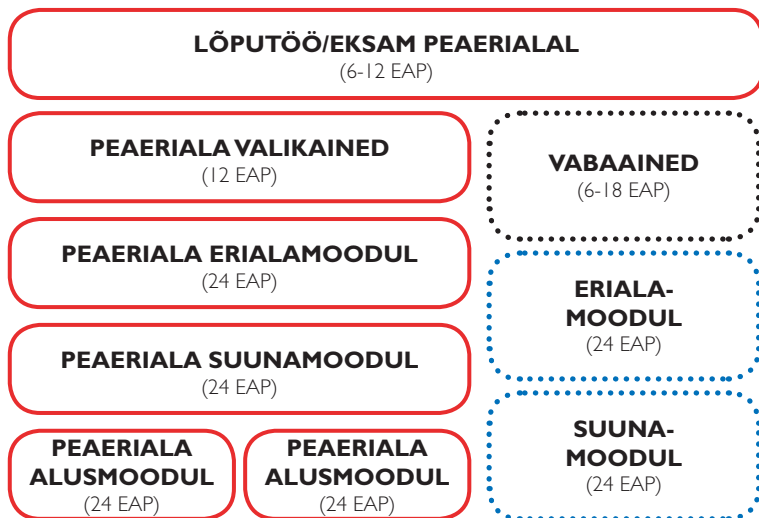 LÕPUTÖÖ/EKSAM PEAERIALAL
(6-12 EAP)
PEAERIALA VALIKAINED
(12 EAP)
VABAAINED
(6-18 EAP)
PEAERIALA ERIALAMOODUL
(24 EAP)
ERIALA-
MOODUL
(24 EAP)
PEAERIALA SUUNAMOODUL
(24 EAP)
PEAERIALA
ALUSMOODUL
(24 EAP)
PEAERIALA
ALUSMOODUL
(24 EAP)
SUUNA-
MOODUL
(24 EAP)